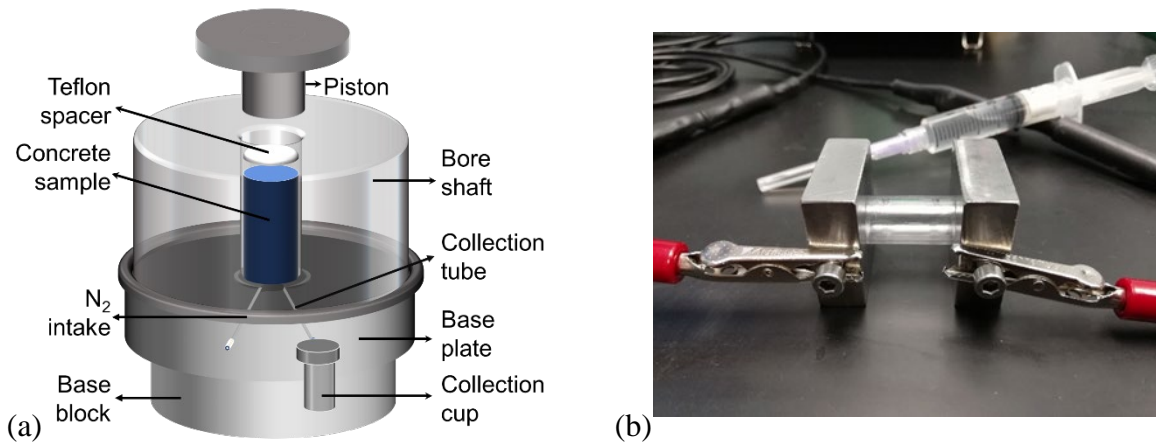 Teflon
spacer
Piston
Concrete
sample
Bore
shaft
Collection
tube
N₂
intake
Base
plate
Base
block
Collection
cup
(a)
(b)